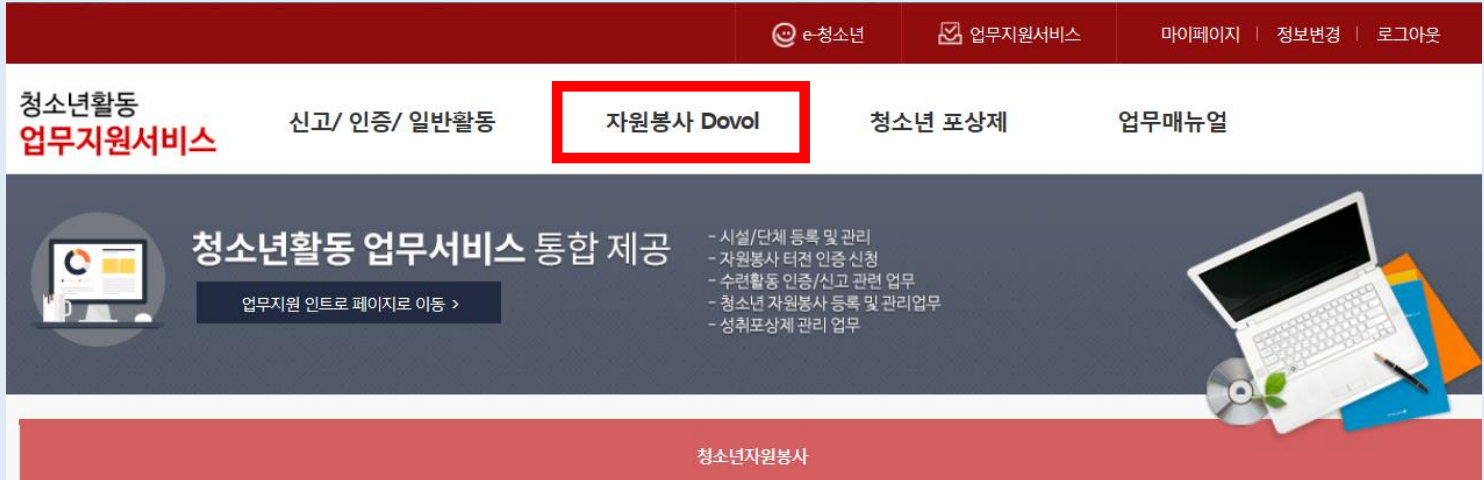 e-청소년 업무지원서비스 마이페이지 정보변경 로그아웃
청소년활동
업무지원서비스
신고/ 인증/ 일반활동 자원봉사 Dovol 청소년 포상제 업무매뉴얼
청소년활동 업무서비스 통합 제공
업무지원 인트로 페이지로 이동 >
- 시설/단체 등록 및 관리
- 자원봉사 터전 인증 신청
- 수련활동 인증/신고 관련 업무
- 청소년 자원봉사 등록 및 관리업무
- 성취포상제 관리 업무
청소년자원봉사